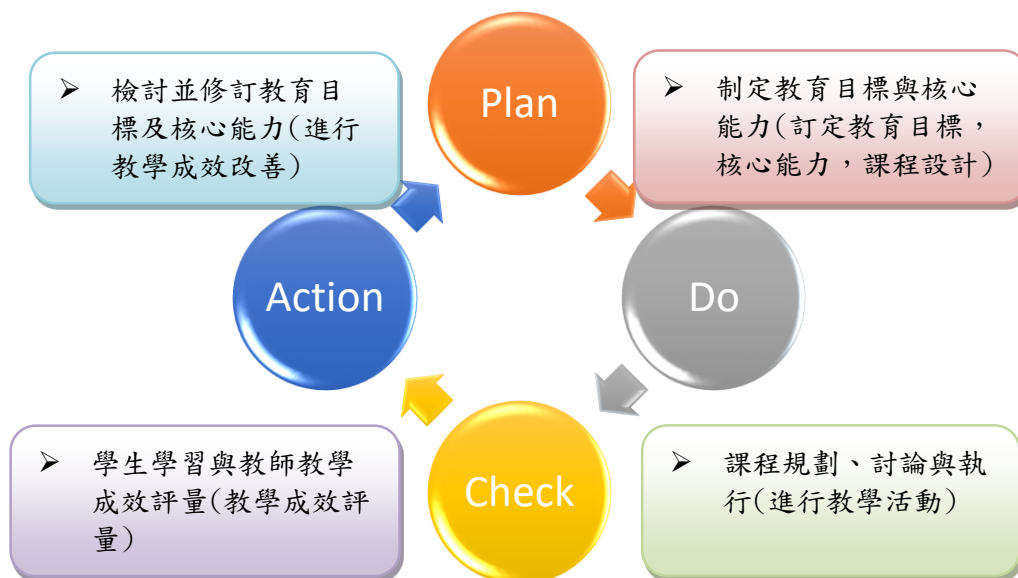 Plan
➢ 檢討並修訂教育目
標及核心能力(進行
教學成效改善)
➢ 制定教育目標與核心
能力(訂定教育目標，
核心能力，課程設計)
Action
Do
➢ 學生學習與教師教學
成效評量(教學成效評
量)
Check
➢ 課程規劃、討論與執
行(進行教學活動)